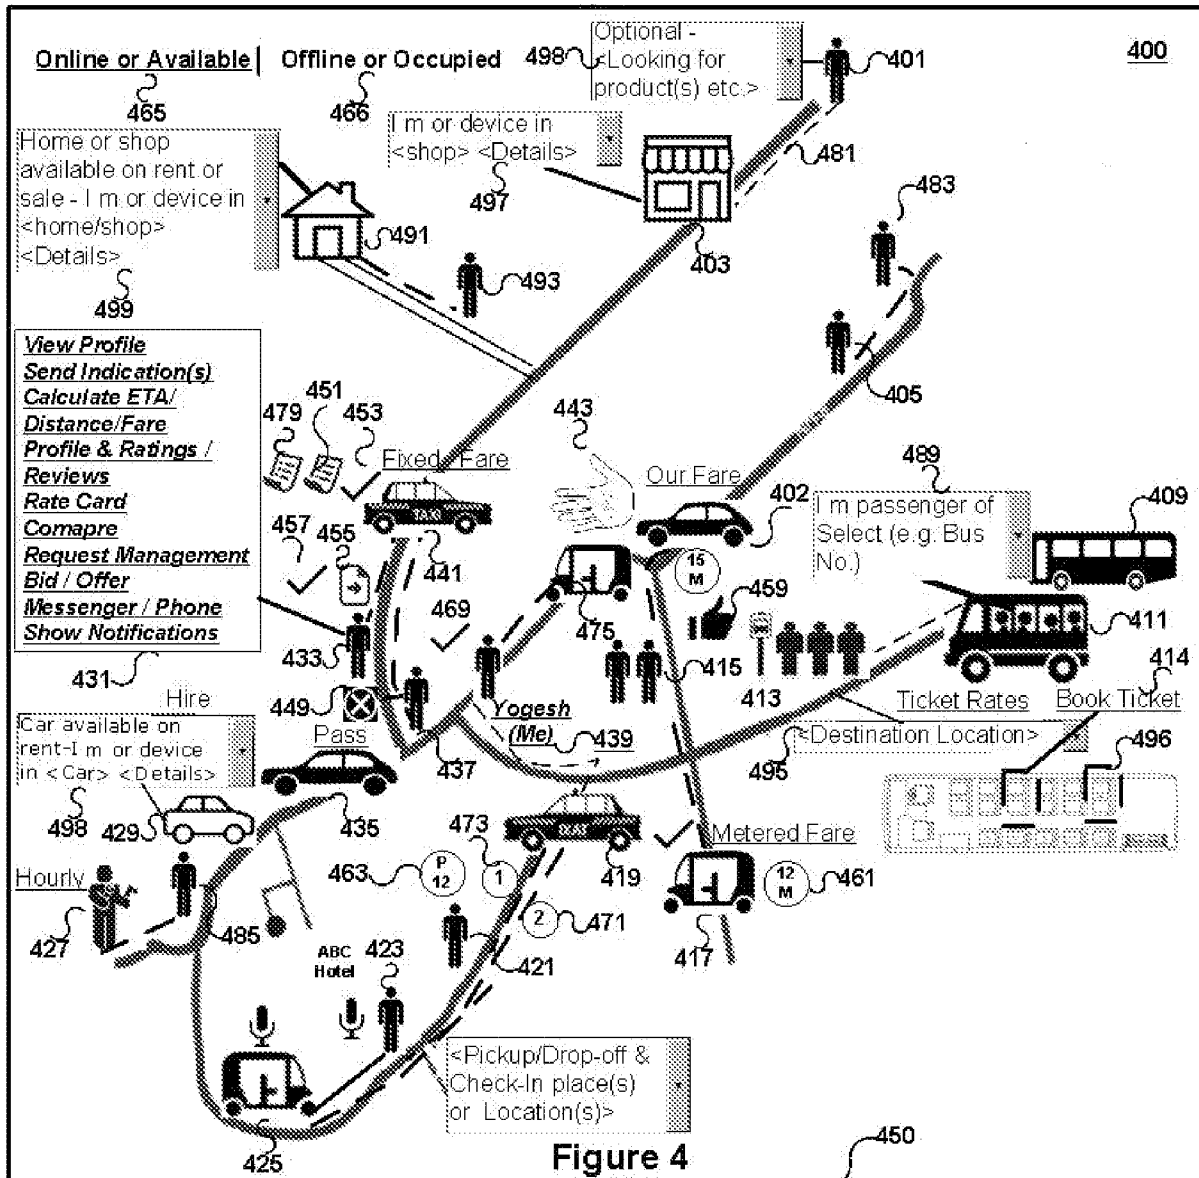 400
Online or Available
465
Offline or Occupied
466
498
Optional -
<Looking for
product(s) etc.>
401
I m or device in
<shop> <Details>
497
481
Home or shop
available on rent or
sale - I m or device in
<home/shop>
<Details>
499
491
493
403
483
405
View Profile
Send Indication(s)
Calculate ETA/
Distance/Fare
Profile & Ratings /
Reviews
Rate Card
Comapre
Request Management
Bid / Offer
Messenger / Phone
Show Notifications
431
479
451
453
Fixed Fare
443
Our Fare
402
489
I m passenger of
Select (e.g. Bus
No.)
409
457
455
441
469
475
15
M
459
411
433
415
413
414
449
Hire
Pass
437
Yogesh
(Me)
439
Ticket Rates
Book Ticket
<Destination Location>
495
496
Car available on
rent-I m or device
in <Car> <Details>
498
429
435
473
463
P
12
1
419
Metered Fare
12
M
461
Hourly
427
485
2
471
421
417
ABC
Hotel
423
<Pickup/Drop-off &
Check-In place(s)
or Location(s)>
425
Figure 4
450